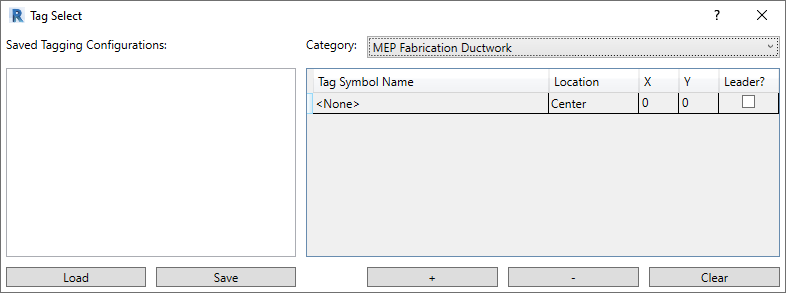 R Tag Select ?
Saved Tagging Configurations:
Category: MEP Fabrication Ductwork
Tag Symbol Name Location X Y Leader?
<None> Center 0 0
Load Save + - Clear